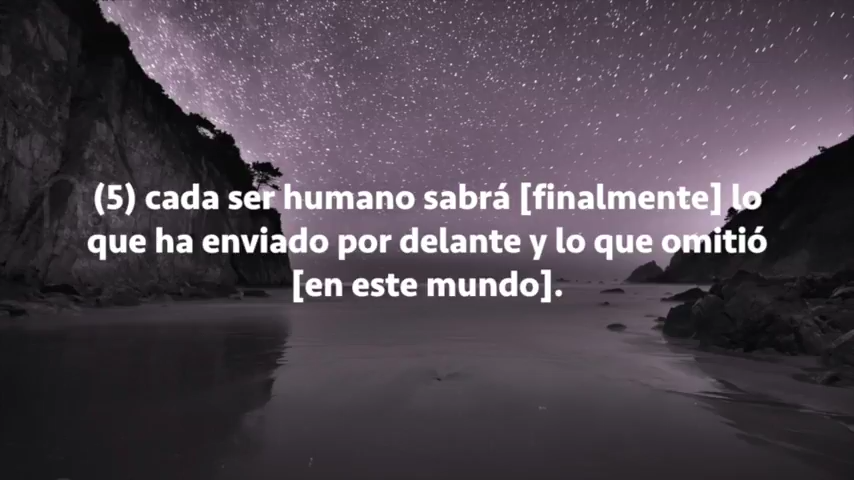 (5) cada ser humano sabrá [finalmente] lo
que ha enviado por delante y lo que omitió
[en este mundo].